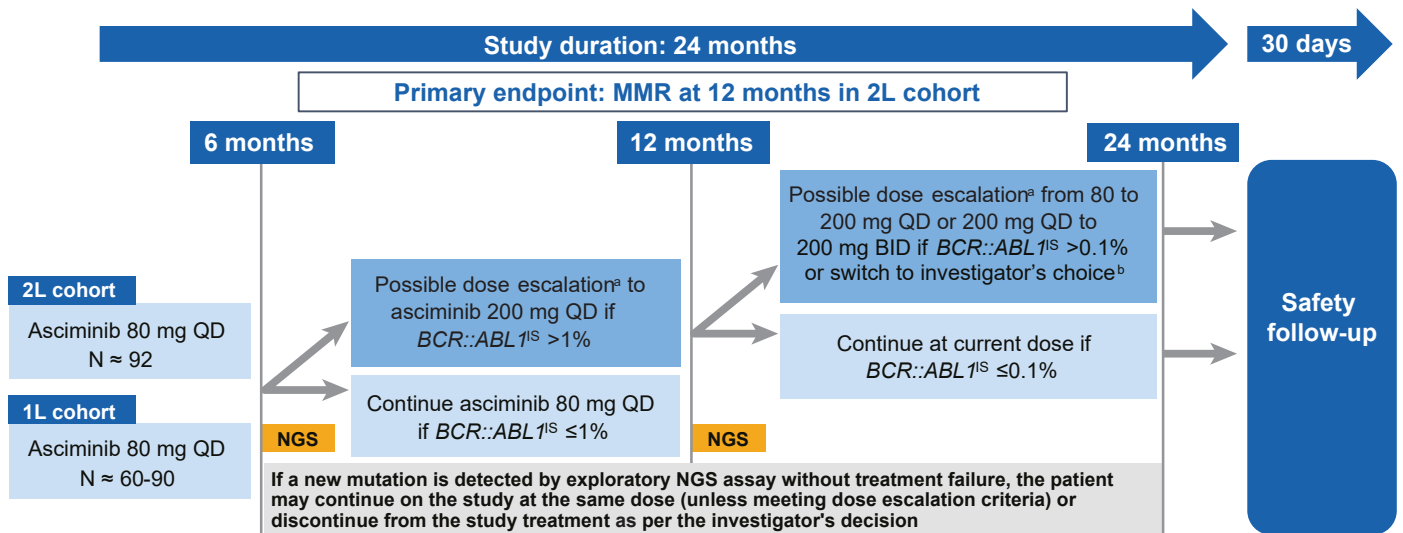 Study duration: 24 months
30 days
Primary endpoint: MMR at 12 months in 2L cohort
6 months
12 months
24 months
2L cohort
Asciminib 80 mg QD
N ≈ 92
1L cohort
Asciminib 80 mg QD
N ≈ 60-90
Possible dose escalationᵃ to
asciminib 200 mg QD if
BCR::ABL1ᴵˢ >1%
Continue asciminib 80 mg QD
if BCR::ABL1ᴵˢ ≤1%
NGS
Possible dose escalationᵃ from 80 to
200 mg QD or 200 mg QD to
200 mg BID if BCR::ABL1ᴵˢ >0.1%
or switch to investigator's choiceᵇ
Continue at current dose if
BCR::ABL1ᴵˢ ≤0.1%
NGS
If a new mutation is detected by exploratory NGS assay without treatment failure, the patient
may continue on the study at the same dose (unless meeting dose escalation criteria) or
discontinue from the study treatment as per the investigator's decision
Safety
follow-up